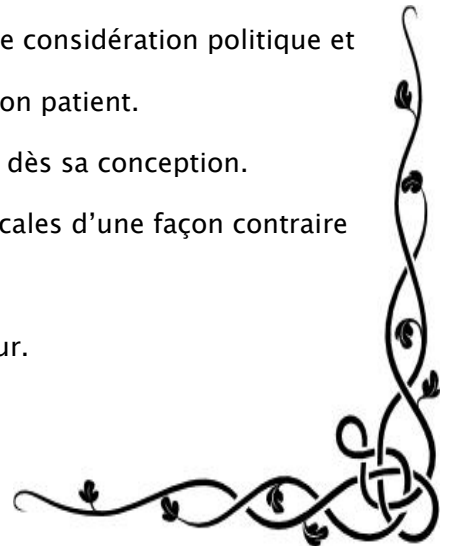 e considération politique et
on patient.
dès sa conception.
cales d'une façon contraire
ur.